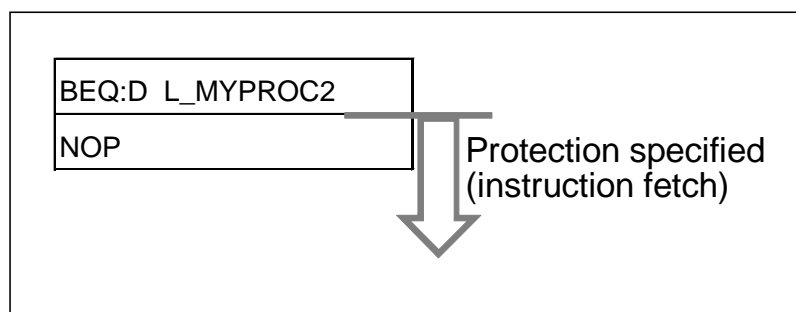 BEQ:D L_MYPROC2
NOP
Protection specified
(instruction fetch)